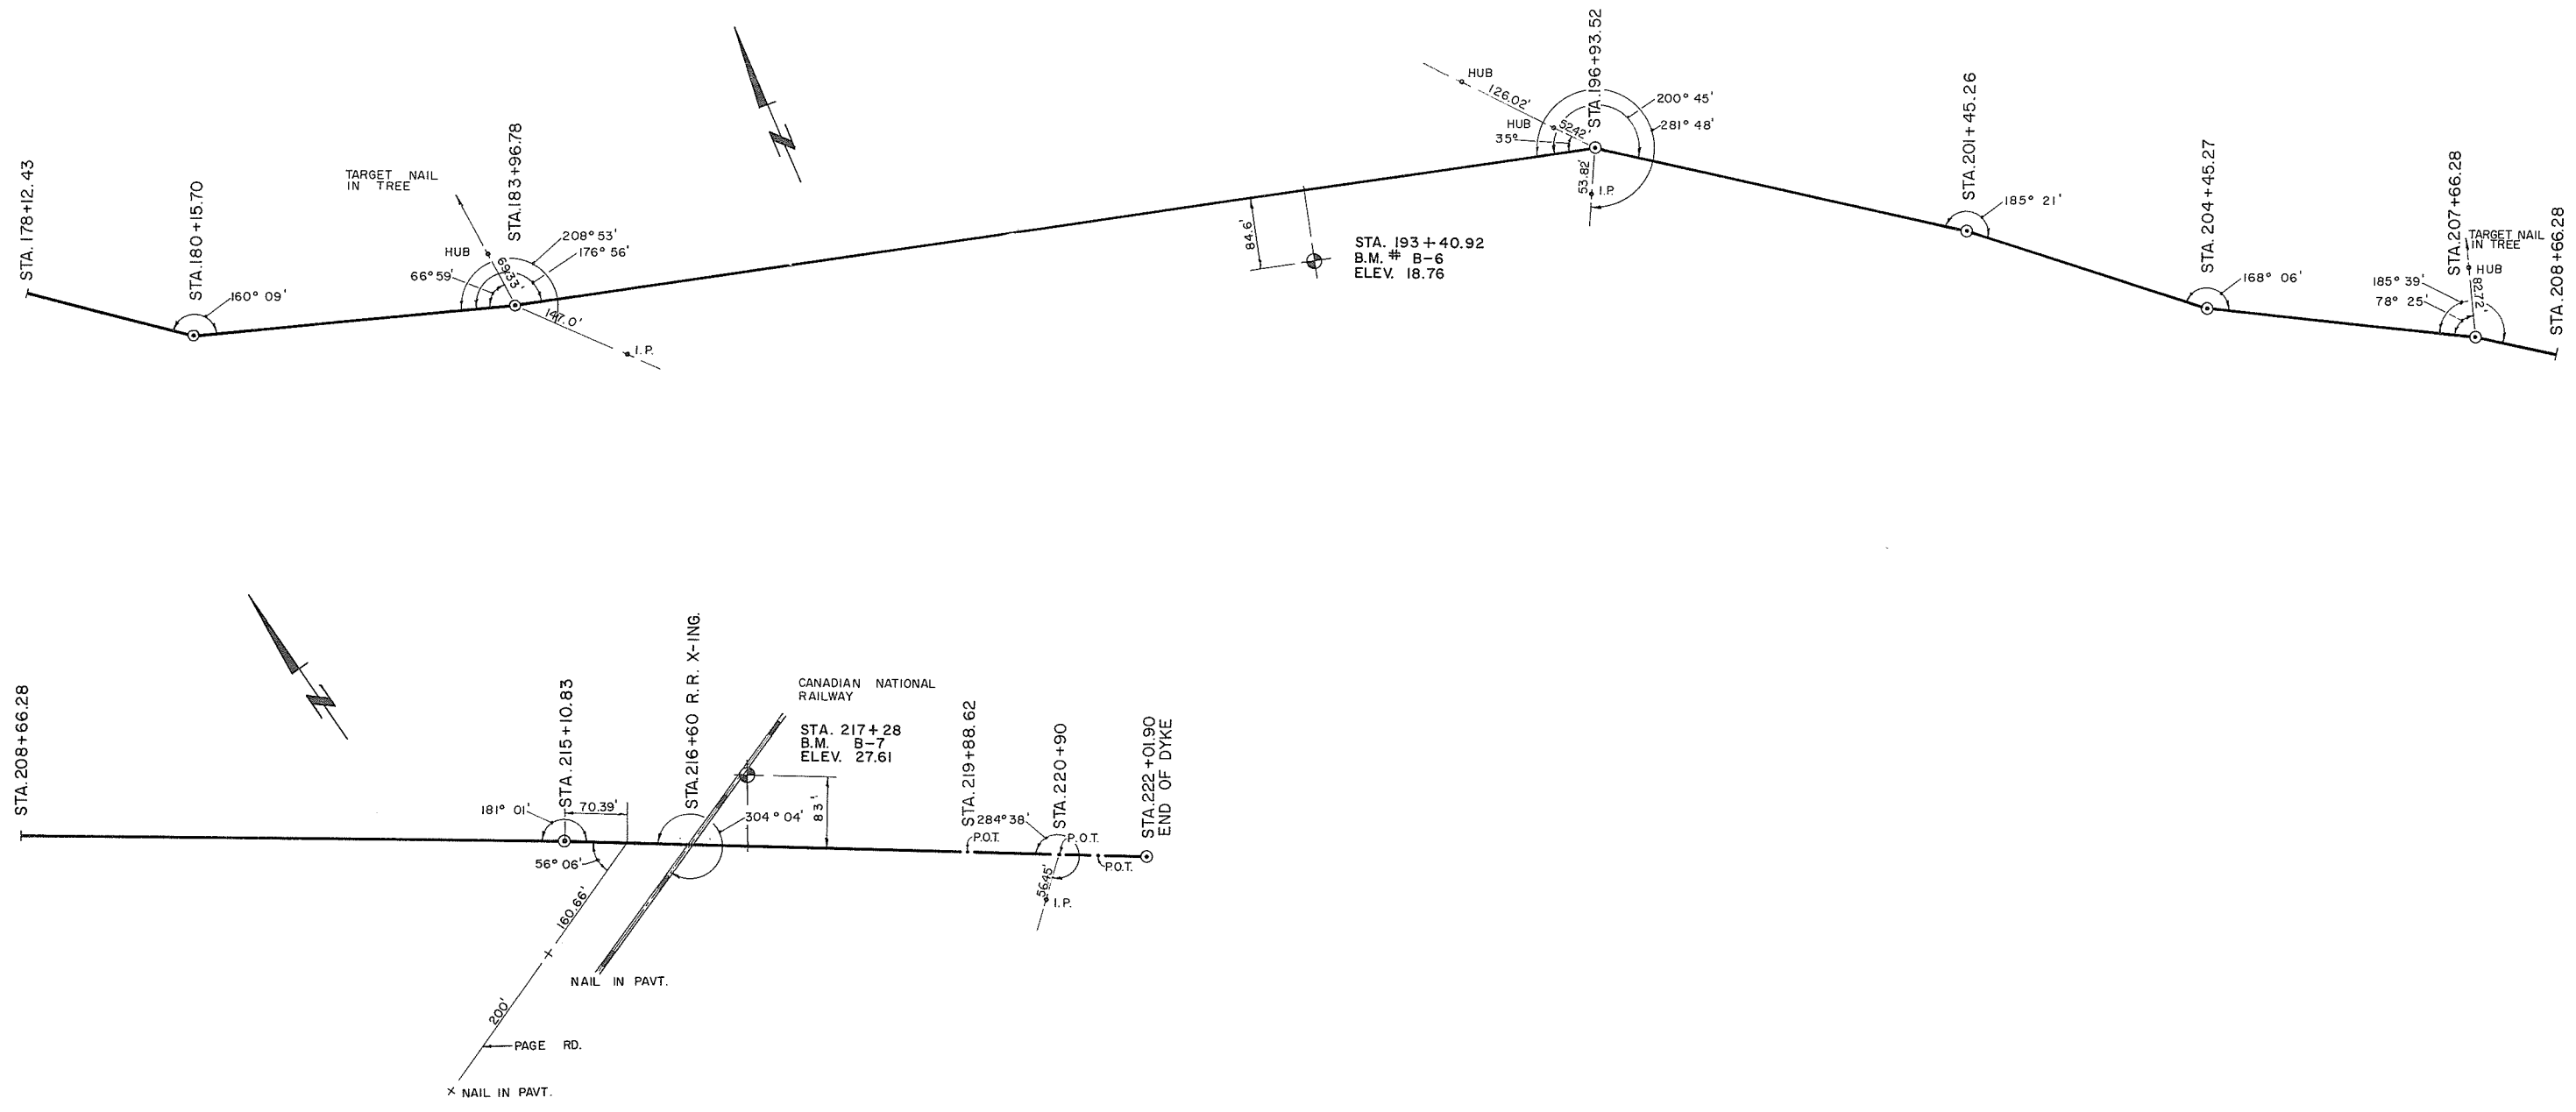 STA. 178+12.43
STA.180+15.70
160° 09'
TARGET NAIL
IN TREE
HUB
STA.183+96.78
69.33'
66° 59'
208° 53'
176° 56'
147.0'
I.P.
N
84.6'
STA. 193+40.92
B.M. # B-6
ELEV. 18.76
HUB
126.02'
HUB
52.42'
35°
STA.196+93.52
200° 45'
281° 48'
53.82'
I.P.
STA.201+45.26
185° 21'
STA.204+45.27
168° 06'
STA.207+66.28
TARGET NAIL
IN TREE
HUB
82.72'
185° 39'
78° 25'
STA. 208+66.28
N
STA.208+66.28
STA.215+10.83
181° 01'
70.39'
56° 06'
160.66'
200'
PAGE RD.
NAIL IN PAVT.
STA.216+60 R.R. X-ING.
304° 04'
NAIL IN PAVT.
CANADIAN NATIONAL
RAILWAY
STA. 217+28
B.M. B-7
ELEV. 27.61
83'
STA.219+88.62
P.O.T.
284°38'
STA.220+90
P.O.T.
56.45'
I.P.
P.O.T.
STA.222+01.90
END OF DYKE